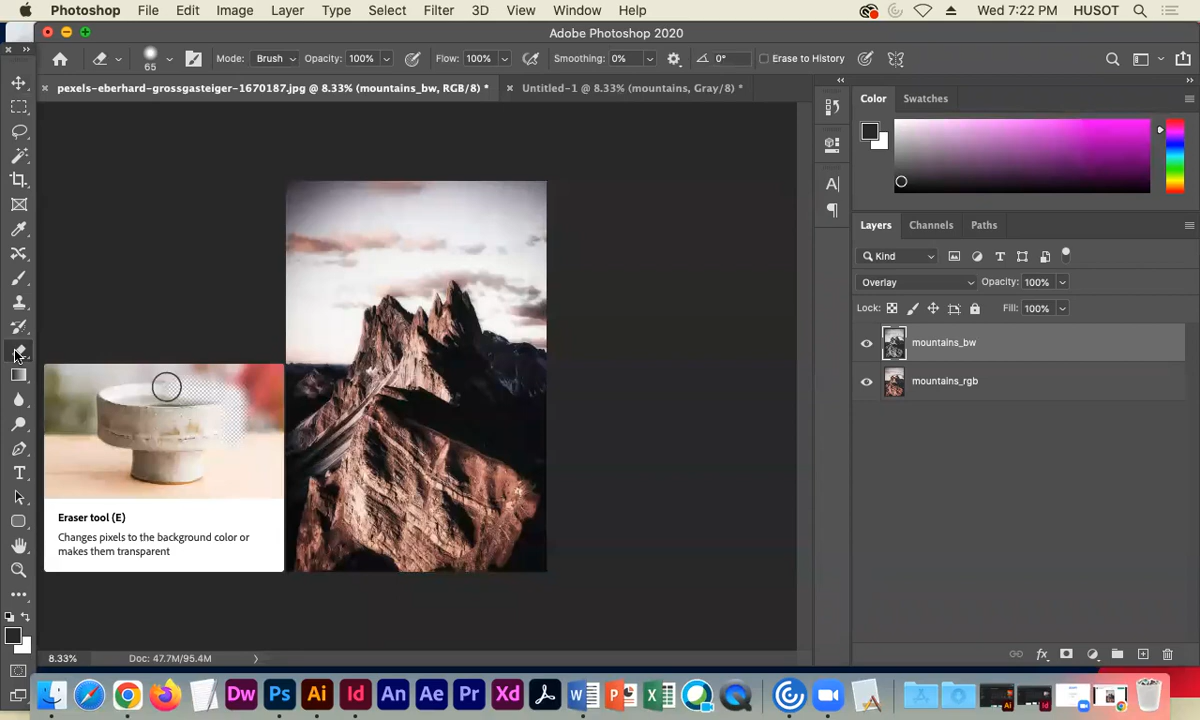 Photoshop File Edit Image Layer Type Select Filter 3D View Window Help Wed 7:22 PM HUSOT
Adobe Photoshop 2020
65 Mode: Brush Opacity: 100% Flow: 100% Smoothing: 0% 0° Erase to History
pexels-eberhard-grossgasteiger-1670187.jpg @ 8.33% (mountains_bw, RGB/8) * Untitled-1 @ 8.33% (mountains, Gray/8) *
Color Swatches
Layers Channels Paths
Kind
Overlay Opacity: 100%
Lock: Fill: 100%
mountains_bw
mountains_rgb
Eraser tool (E)
Changes pixels to the background color or
makes them transparent
8.33% Doc: 47.7M/95.4M
Dw Ps Ai Id An Ae Pr Xd